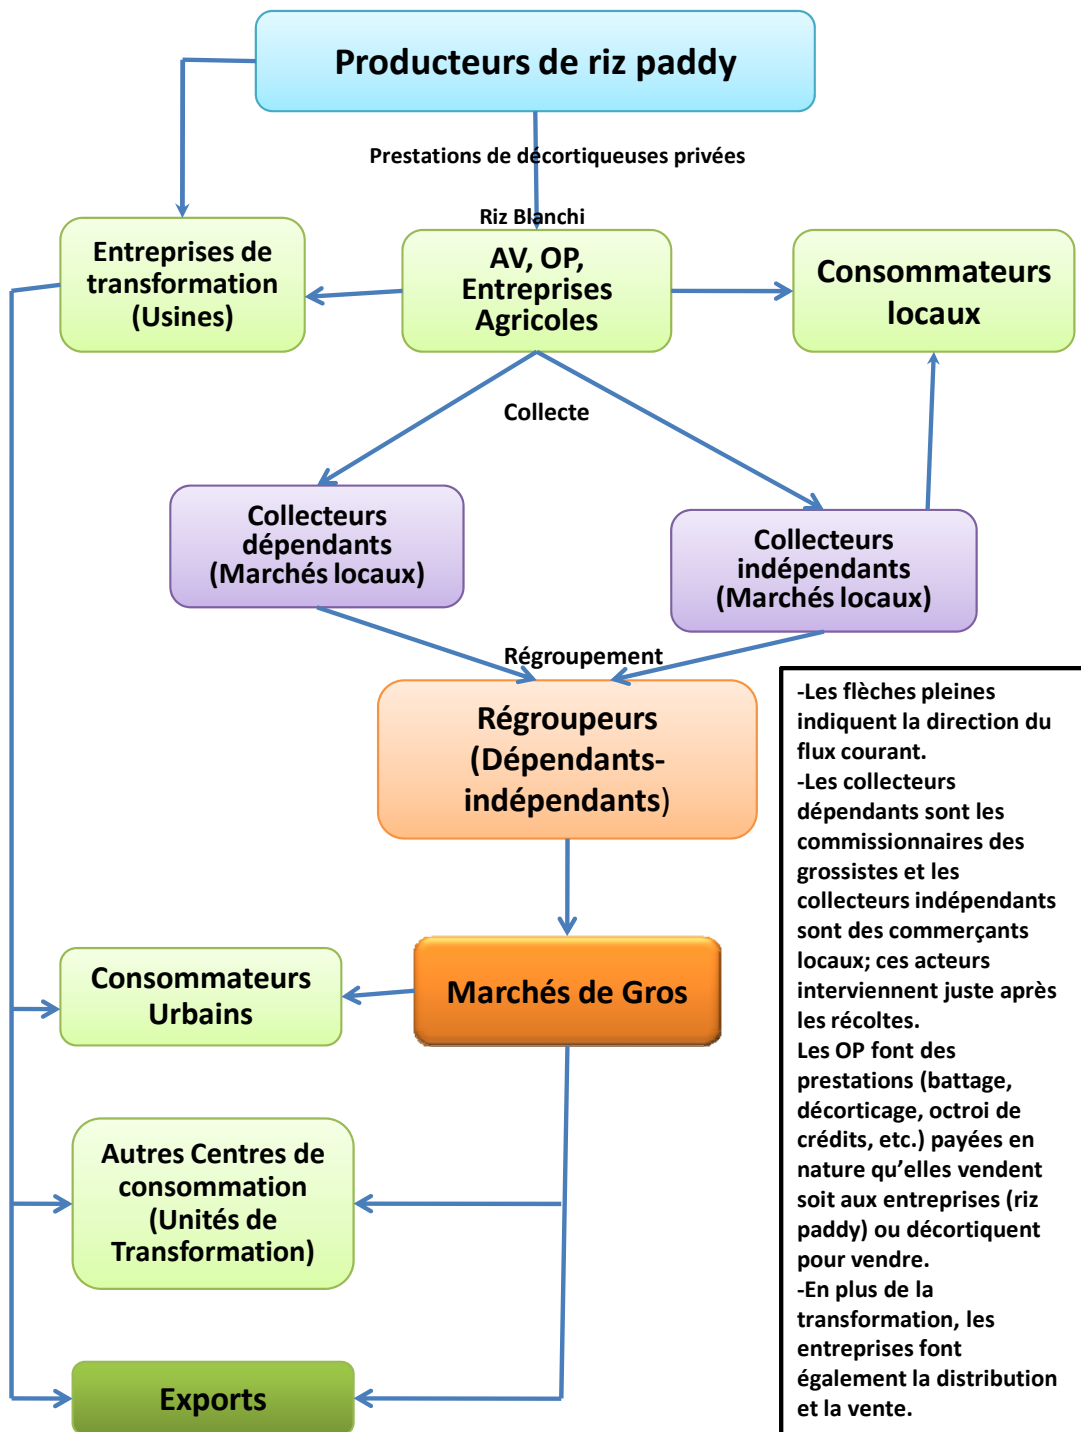 Producteurs de riz paddy
Prestations de décortiqueuses privées
Riz Blanchi
Entreprises de
transformation
(Usines)
AV, OP,
Entreprises
Agricoles
Consommateurs
locaux
Collecte
Collecteurs
dépendants
(Marchés locaux)
Collecteurs
indépendants
(Marchés locaux)
Régroupement
Régroupeurs
(Dépendants-
indépendants)
Marchés de Gros
Consommateurs
Urbains
Autres Centres de
consommation
(Unités de
Transformation)
Exports
-Les flèches pleines
indiquent la direction du
flux courant.
-Les collecteurs
dépendants sont les
commissionnaires des
grossistes et les
collecteurs indépendants
sont des commerçants
locaux; ces acteurs
interviennent juste après
les récoltes.
Les OP font des
prestations (battage,
décorticage, octroi de
crédits, etc.) payées en
nature qu’elles vendent
soit aux entreprises (riz
paddy) ou décortiquent
pour vendre.
-En plus de la
transformation, les
entreprises font
également la distribution
et la vente.